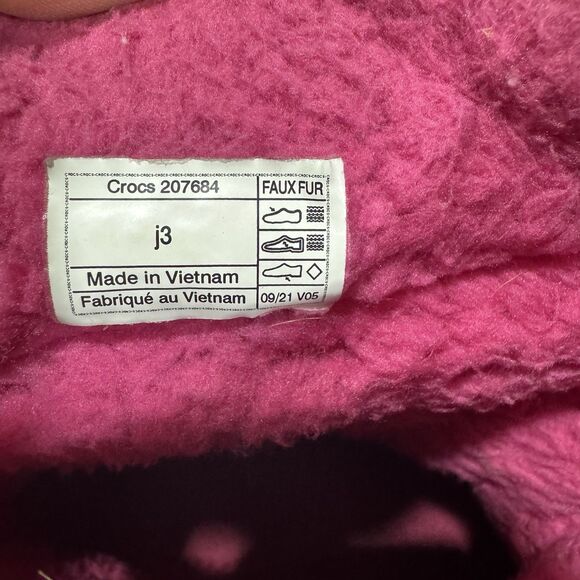 Crocs 207684
FAUX FUR
j3
Made in Vietnam
Fabriqué au Vietnam
09/21 V05